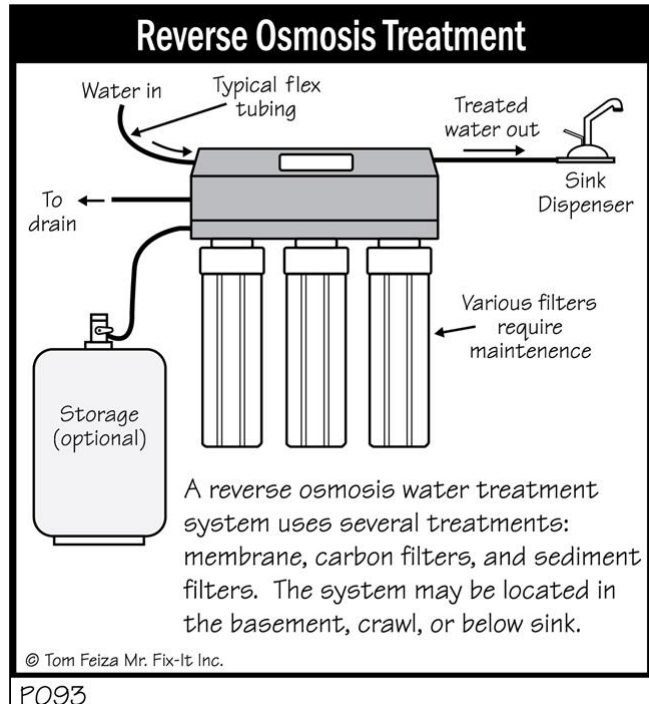 Reverse Osmosis Treatment
Water in
Typical flex
tubing
Treated
water out
Sink
Dispenser
To
drain
Various filters
require
maintenence
Storage
(optional)
A reverse osmosis water treatment
system uses several treatments:
membrane, carbon filters, and sediment
filters. The system may be located in
the basement, crawl, or below sink.
© Tom Feiza Mr. Fix-It Inc.
P093